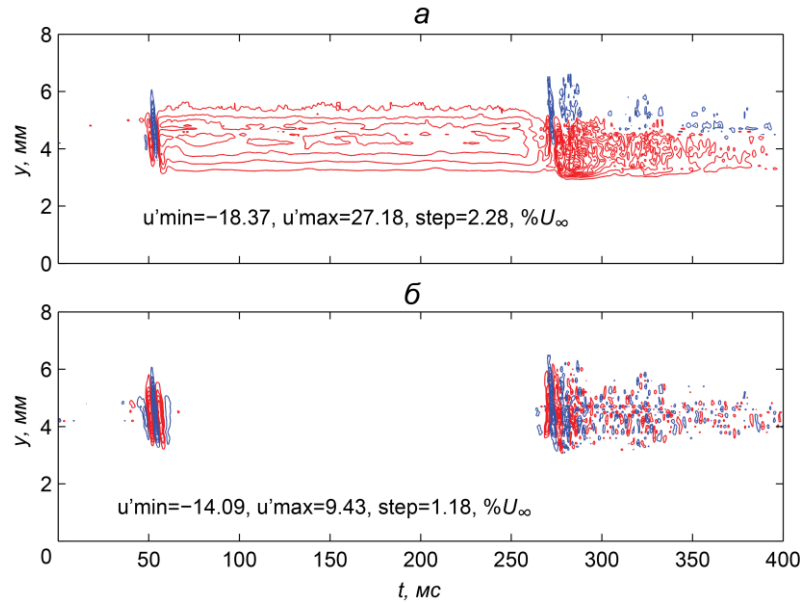 а
8
6
4
2
0
y, мм
u'min=−18.37, u'max=27.18, step=2.28, %U∞
б
8
6
4
2
0
y, мм
u'min=−14.09, u'max=9.43, step=1.18, %U∞
50 100 150 200 250 300 350 400
t, мс